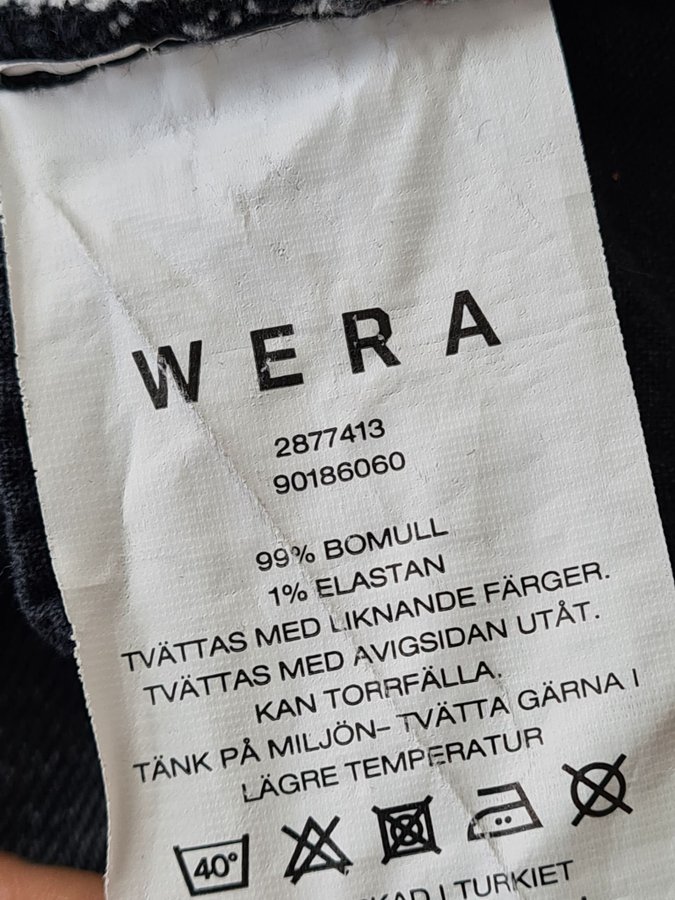 WERA
2877413
90186060
99% BOMULL
1% ELASTAN
TVÄTTAS MED LIKNANDE FÄRGER.
TVÄTTAS MED AVIGSIDAN UTÅT.
KAN TORRFÄLLA.
TÄNK PÅ MILJÖN- TVÄTTA GÄRNA I
LÄGRE TEMPERATUR
40°
I TURKIET